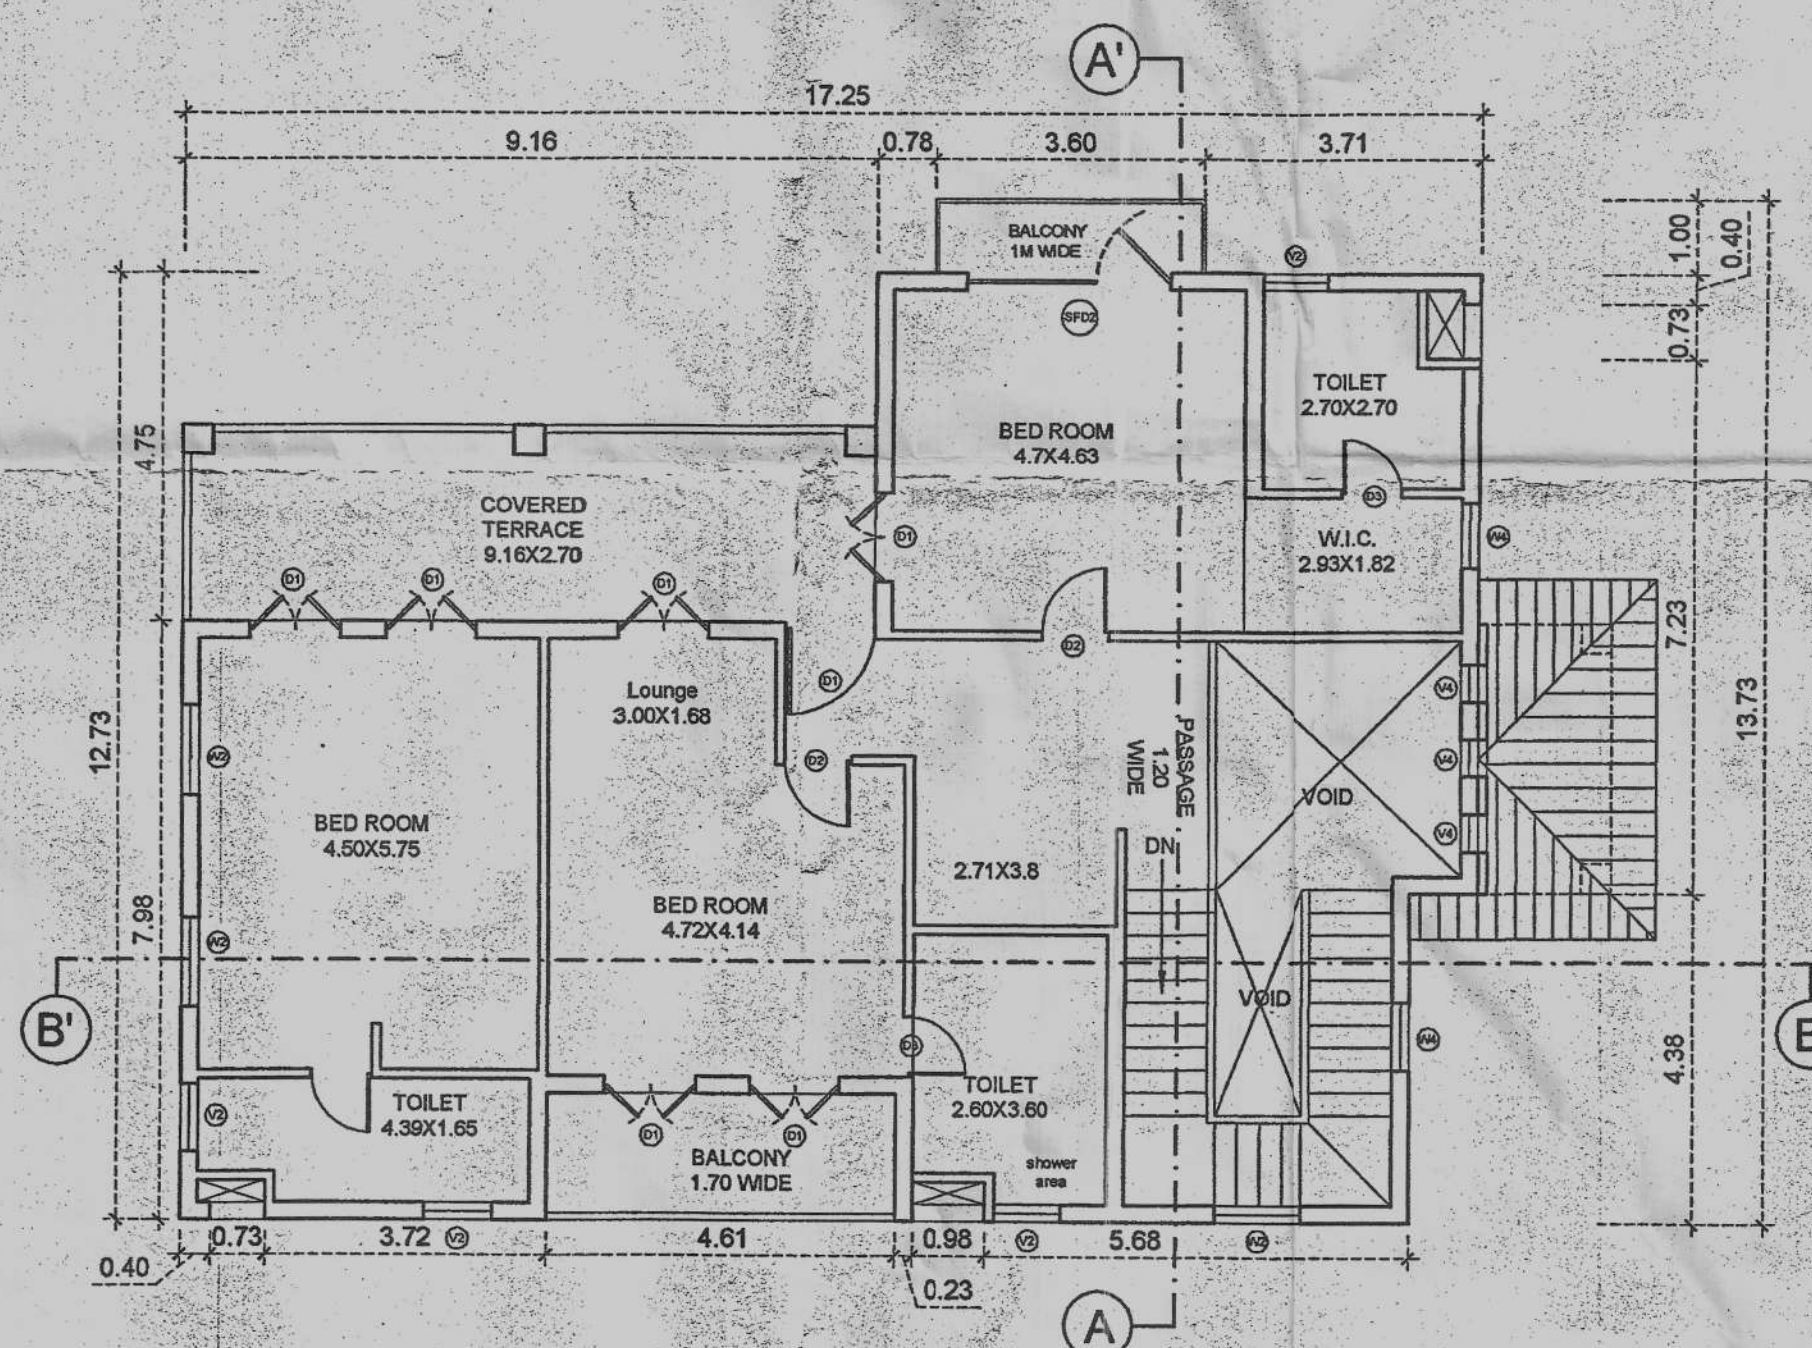 A'
17.25
9.16
0.78
3.60
3.71
BALCONY
1M WIDE
V2
1.00
0.40
0.73
SFD2
TOILET
2.70X2.70
BED ROOM
4.7X4.63
4.75
COVERED
TERRACE
9.16X2.70
D3
D1
W.I.C.
2.93X1.82
W4
D1
D1
D1
7.23
D2
D1
Lounge
3.00X1.68
V4
PASSAGE
1.20
WIDE
12.73
13.73
W2
D2
V4
VOID
BED ROOM
4.50X5.75
V4
DN
2.71X3.8
BED ROOM
4.72X4.14
7.98
W2
VOID
B'
D3
W4
4.38
TOILET
2.60X3.60
TOILET
4.39X1.65
V2
D1
D1
BALCONY
1.70 WIDE
shower
area
0.73
3.72
V2
4.61
0.98
V2
5.68
W2
0.40
0.23
A